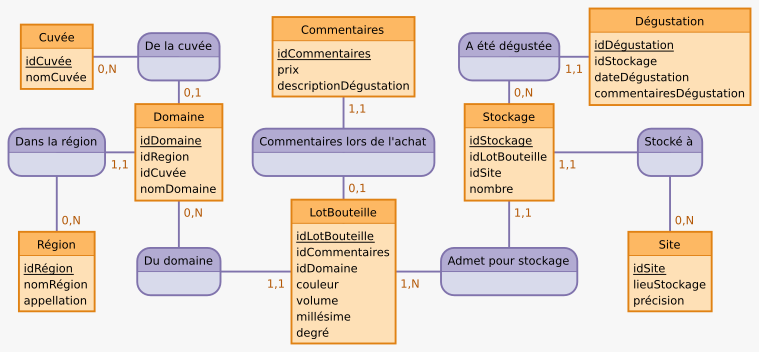 Cuvée
idCuvée
nomCuvée
0,N
De la cuvée
0,1
Commentaires
idCommentaires
prix
descriptionDégustation
1,1
A été dégustée
1,1
0,N
Dégustation
idDégustation
idStockage
dateDégustation
commentairesDégustation
Dans la région
1,1
0,N
Domaine
idDomaine
idRegion
idCuvée
nomDomaine
0,N
Commentaires lors de l'achat
0,1
Stockage
idStockage
idLotBouteille
idSite
nombre
1,1
1,1
Stocké à
0,N
Région
idRégion
nomRégion
appellation
Du domaine
1,1
LotBouteille
idLotBouteille
idCommentaires
idDomaine
couleur
volume
millésime
degré
1,N
Admet pour stockage
Site
idSite
lieuStockage
précision